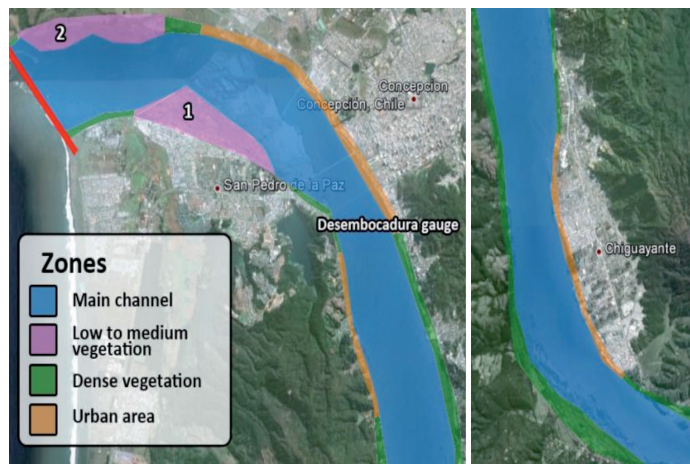 2
Concepcion
Concepción, Chile
1
San Pedro de la Paz
Desembocadura gauge
Zones
Main channel
Low to medium
vegetation
Dense vegetation
Urban area
Chiguayante